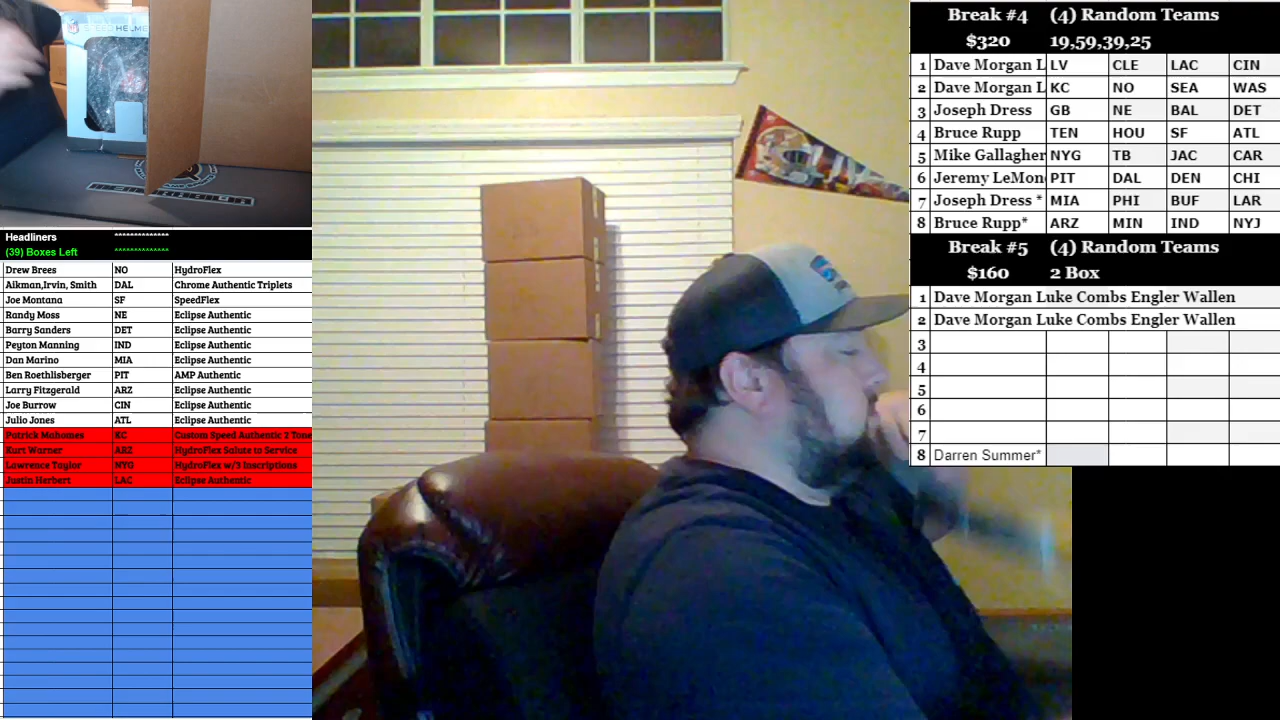 SPEED HELMET
Headliners **************
(39) Boxes Left **************
Drew Brees NO HydroFlex
Aikman,Irvin, Smith DAL Chrome Authentic Triplets
Joe Montana SF SpeedFlex
Randy Moss NE Eclipse Authentic
Barry Sanders DET Eclipse Authentic
Peyton Manning IND Eclipse Authentic
Dan Marino MIA Eclipse Authentic
Ben Roethlisberger PIT AMP Authentic
Larry Fitzgerald ARZ Eclipse Authentic
Joe Burrow CIN Eclipse Authentic
Julio Jones ATL Eclipse Authentic
Patrick Mahomes KC Custom Speed Authentic 2 Tone
Kurt Warner ARZ HydroFlex Salute to Service
Lawrence Taylor NYG HydroFlex w/3 Inscriptions
Justin Herbert LAC Eclipse Authentic
Break #4 (4) Random Teams
$320 19,59,39,25
1 Dave Morgan L LV CLE LAC CIN
2 Dave Morgan L KC NO SEA WAS
3 Joseph Dress GB NE BAL DET
4 Bruce Rupp TEN HOU SF ATL
5 Mike Gallagher NYG TB JAC CAR
6 Jeremy LeMon PIT DAL DEN CHI
7 Joseph Dress * MIA PHI BUF LAR
8 Bruce Rupp* ARZ MIN IND NYJ
Break #5 (4) Random Teams
$160 2 Box
1 Dave Morgan Luke Combs Engler Wallen
2 Dave Morgan Luke Combs Engler Wallen
3
4
5
6
7
8 Darren Summer*